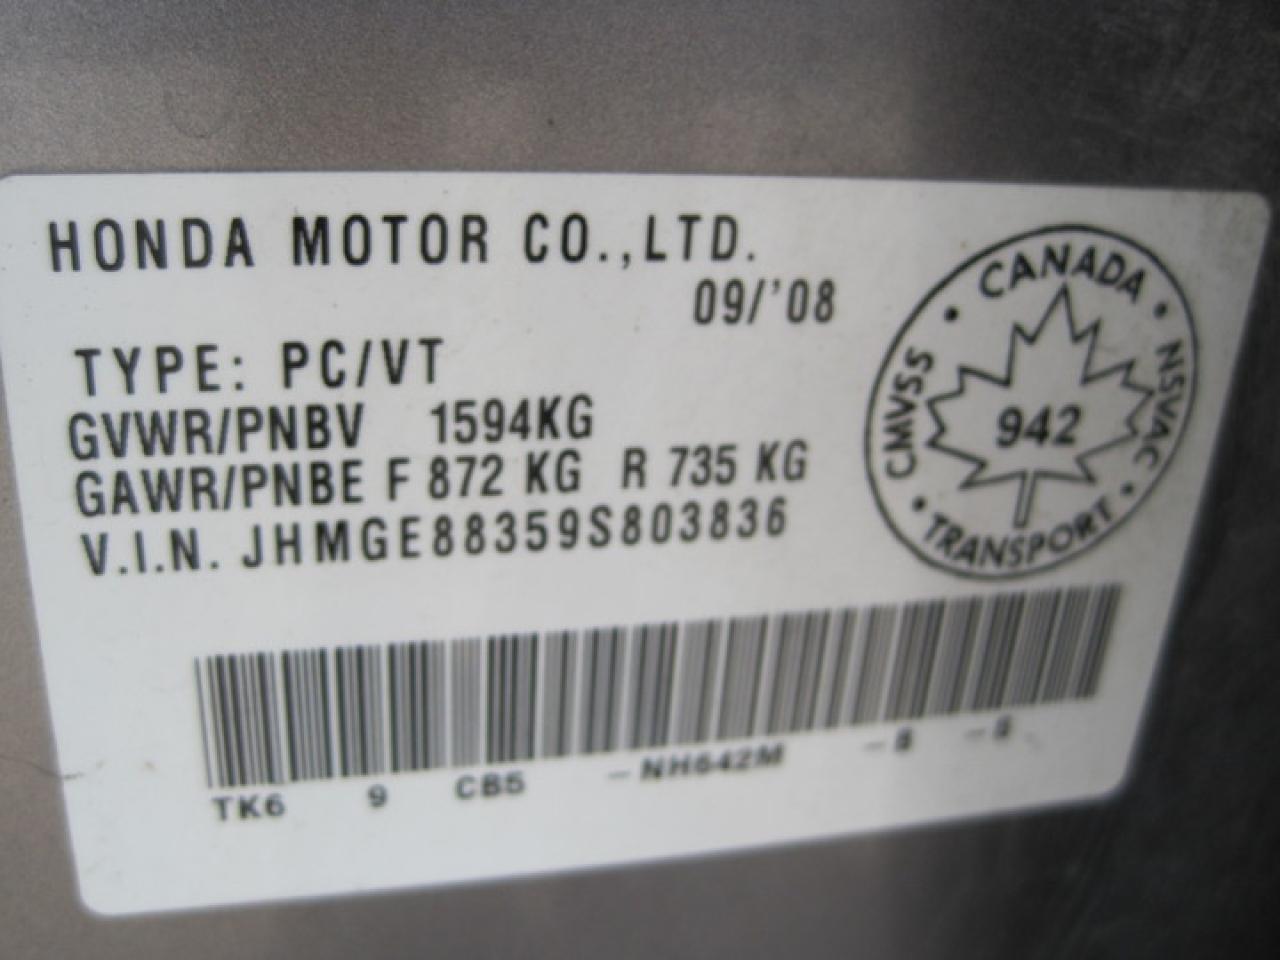 HONDA MOTOR CO.,LTD.
09/'08
TYPE: PC/VT
GVWR/PNBV 1594KG
GAWR/PNBE F 872 KG R 735 KG
V.I.N. JHMGE88359S803836
CANADA
CMVSS
942
NSVAC
TRANSPORT
TK6 9 CB5 -NH642M